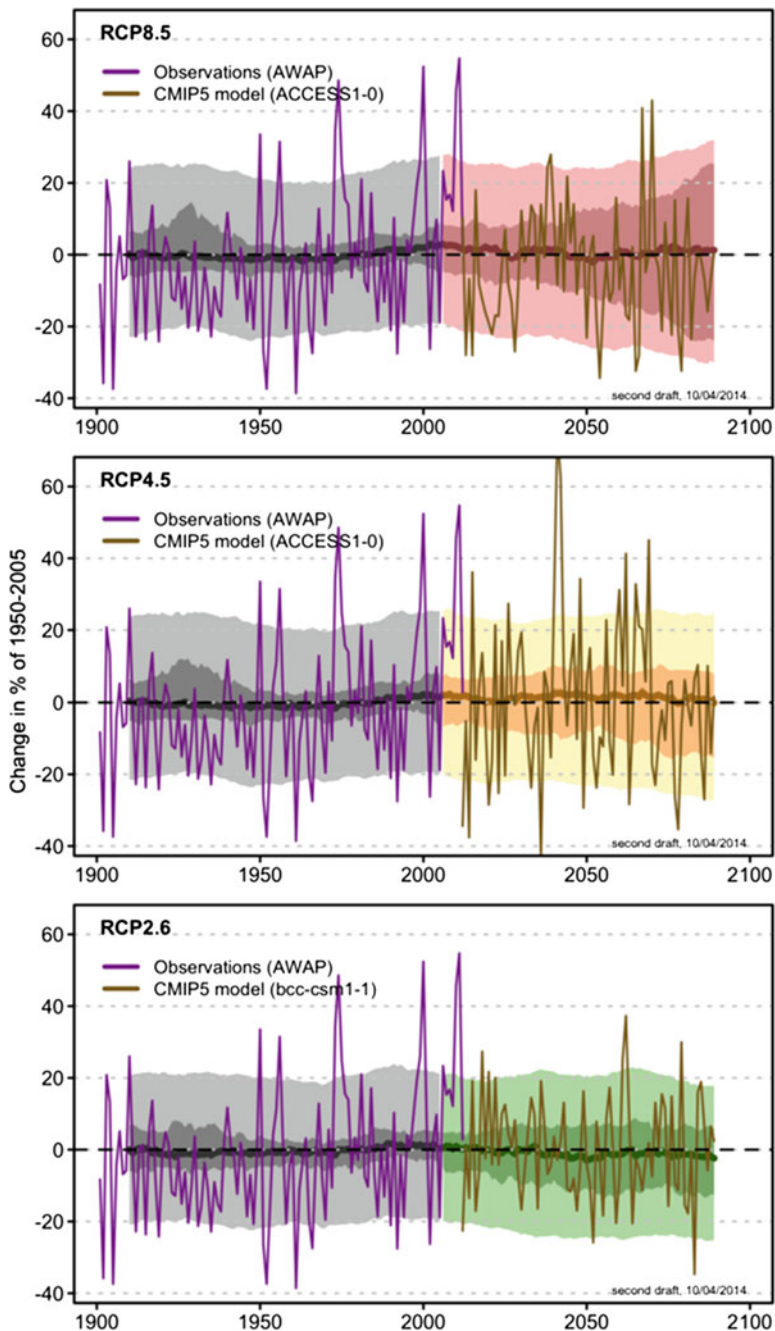 RCP8.5
Observations (AWAP)
CMIP5 model (ACCESS1-0)
60
40
20
0
-20
-40
second draft, 10/04/2014
1900 1950 2000 2050 2100
RCP4.5
Observations (AWAP)
CMIP5 model (ACCESS1-0)
Change in % of 1950-2005
60
40
20
0
-20
-40
second draft, 10/04/2014
1900 1950 2000 2050 2100
RCP2.6
Observations (AWAP)
CMIP5 model (bcc-csm1-1)
60
40
20
0
-20
-40
second draft, 10/04/2014
1900 1950 2000 2050 2100